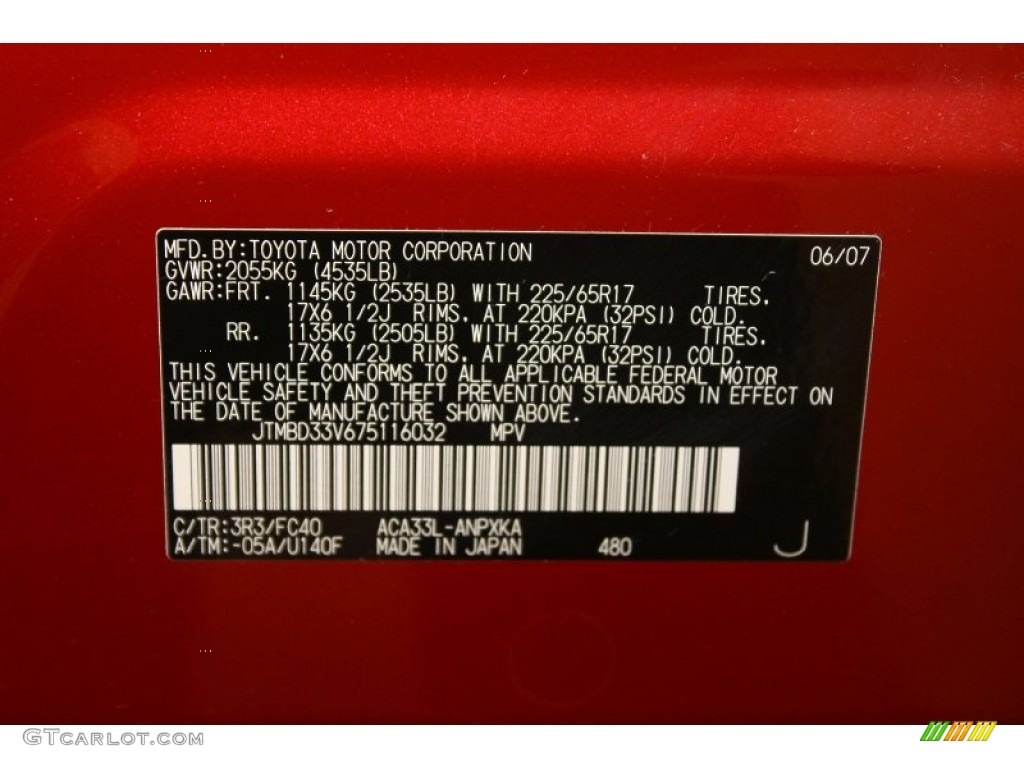 MFD.BY:TOYOTA MOTOR CORPORATION 06/07
GVWR:2055KG (4535LB)
GAWR:FRT. 1145KG (2535LB) WITH 225/65R17 TIRES,
17X6 1/2J RIMS, AT 220KPA (32PSI) COLD.
RR. 1135KG (2505LB) WITH 225/65R17 TIRES,
17X6 1/2J RIMS, AT 220KPA (32PSI) COLD.
THIS VEHICLE CONFORMS TO ALL APPLICABLE FEDERAL MOTOR
VEHICLE SAFETY AND THEFT PREVENTION STANDARDS IN EFFECT ON
THE DATE OF MANUFACTURE SHOWN ABOVE.
JTMBD33V675116032 MPV
C/TR:3R3/FC40 ACA33L-ANPXKA
A/TM:-05A/U140F MADE IN JAPAN 480 J
GTCarLot.com